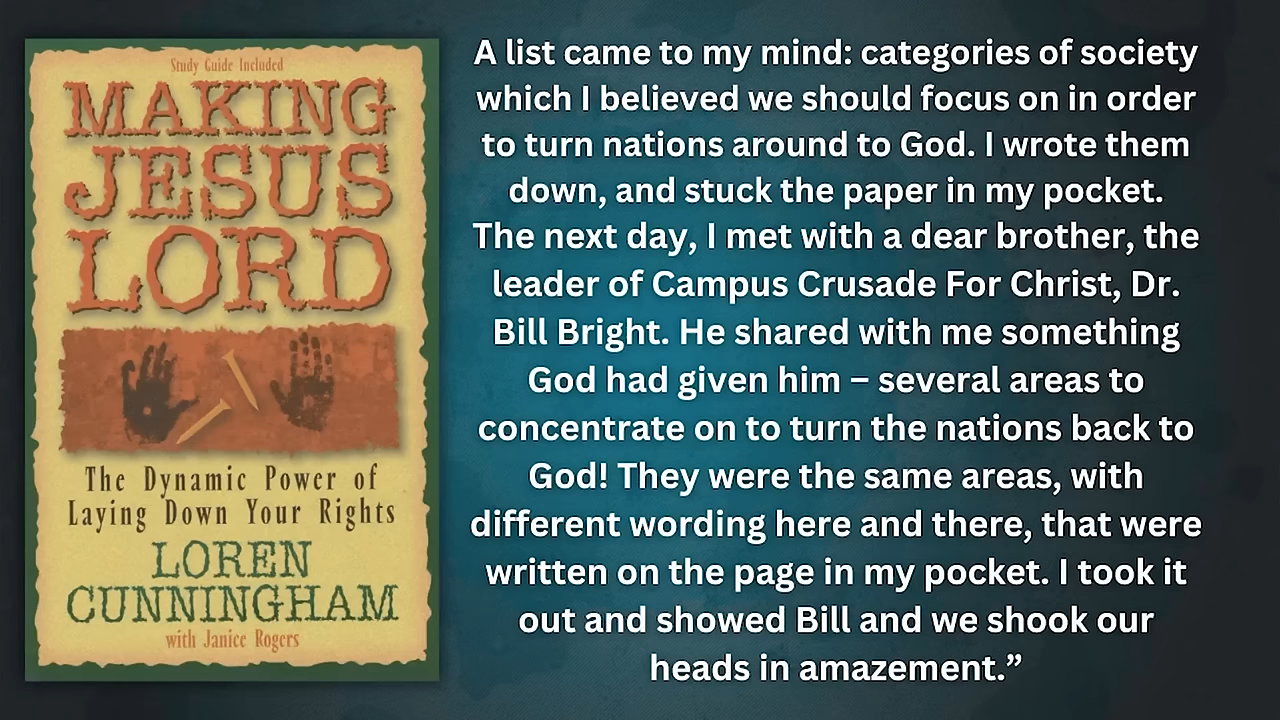 Study Guide Included
MAKING
JESUS
LORD
The Dynamic Power of
Laying Down Your Rights
LOREN
CUNNINGHAM
with Janice Rogers
A list came to my mind: categories of society
which I believed we should focus on in order
to turn nations around to God. I wrote them
down, and stuck the paper in my pocket.
The next day, I met with a dear brother, the
leader of Campus Crusade For Christ, Dr.
Bill Bright. He shared with me something
God had given him – several areas to
concentrate on to turn the nations back to
God! They were the same areas, with
different wording here and there, that were
written on the page in my pocket. I took it
out and showed Bill and we shook our
heads in amazement.”